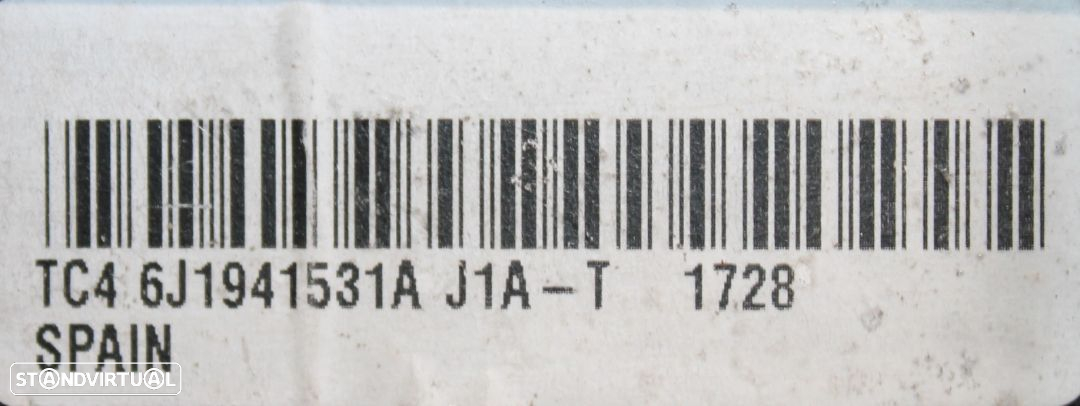 TC4 6J1941531A J1A-T 1728
SPAIN
STANDVIRTUAL